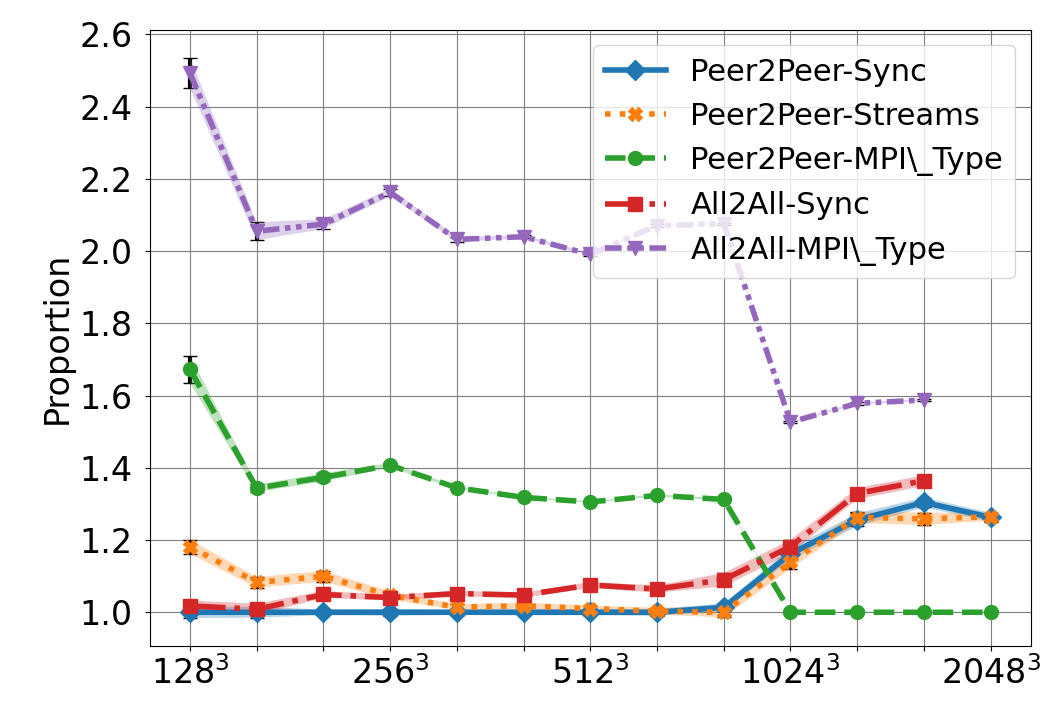 2.6
2.4
2.2
2.0
1.8
1.6
1.4
1.2
1.0
Proportion
Peer2Peer-Sync
Peer2Peer-Streams
Peer2Peer-MPI\_Type
All2All-Sync
All2All-MPI\_Type
128³ 256³ 512³ 1024³ 2048³